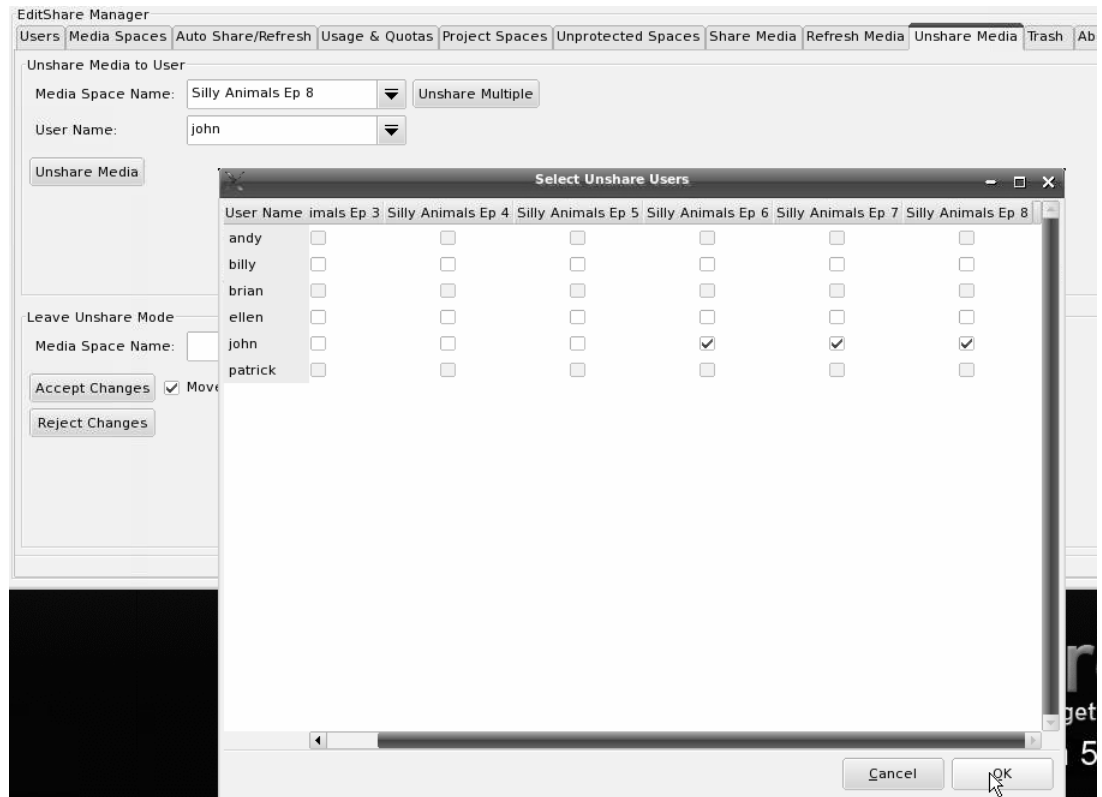 EditShare Manager
Users Media Spaces Auto Share/Refresh Usage & Quotas Project Spaces Unprotected Spaces Share Media Refresh Media Unshare Media Trash Ab
Unshare Media to User
Media Space Name: Silly Animals Ep 8 Unshare Multiple
User Name: john
Unshare Media
Select Unshare Users
User Name imals Ep 3 Silly Animals Ep 4 Silly Animals Ep 5 Silly Animals Ep 6 Silly Animals Ep 7 Silly Animals Ep 8
andy
billy
brian
ellen
john
patrick
Leave Unshare Mode
Media Space Name:
Accept Changes Move
Reject Changes
get
5
Cancel OK